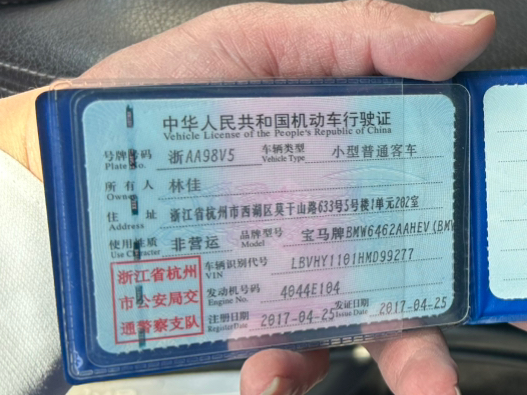 中华人民共和国机动车行驶证
Vehicle License of the People's Republic of China
号牌号码 浙AA98V5 车辆类型 小型普通客车
Plate No. Vehicle Type
所有人 林佳
Owner
住址 浙江省杭州市西湖区莫干山路633号5号楼1单元202室
Address
使用性质 非营运 品牌型号 宝马牌BMW6462AAHEV(BMW
Use Character Model
浙江省杭州
市公安局交
通警察支队
车辆识别代号 LBVHY1101HMD99277
VIN
发动机号码 4044E104
Engine No.
注册日期 2017-04-25 发证日期 2017-04-25
Register Date Issue Date